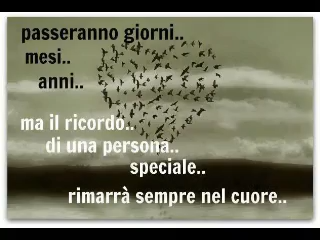 passeranno giorni..
mesi..
anni..
ma il ricordo..
di una persona..
speciale..
rimarrà sempre nel cuore..